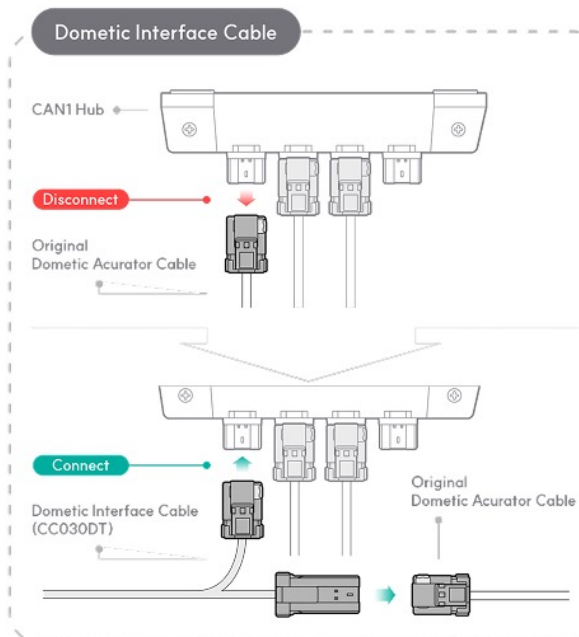 Dometic Interface Cable
CAN1 Hub
Disconnect
Original
Dometic Acurator Cable
Connect
Original
Dometic Acurator Cable
Dometic Interface Cable
(CC030DT)